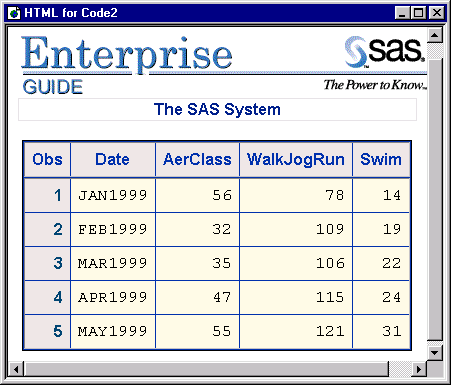 HTML for Code2
Enterprise
GUIDE
sas.
The Power to Know..
The SAS System
Obs Date AerClass WalkJogRun Swim
1 JAN1999 56 78 14
2 FEB1999 32 109 19
3 MAR1999 35 106 22
4 APR1999 47 115 24
5 MAY1999 55 121 31